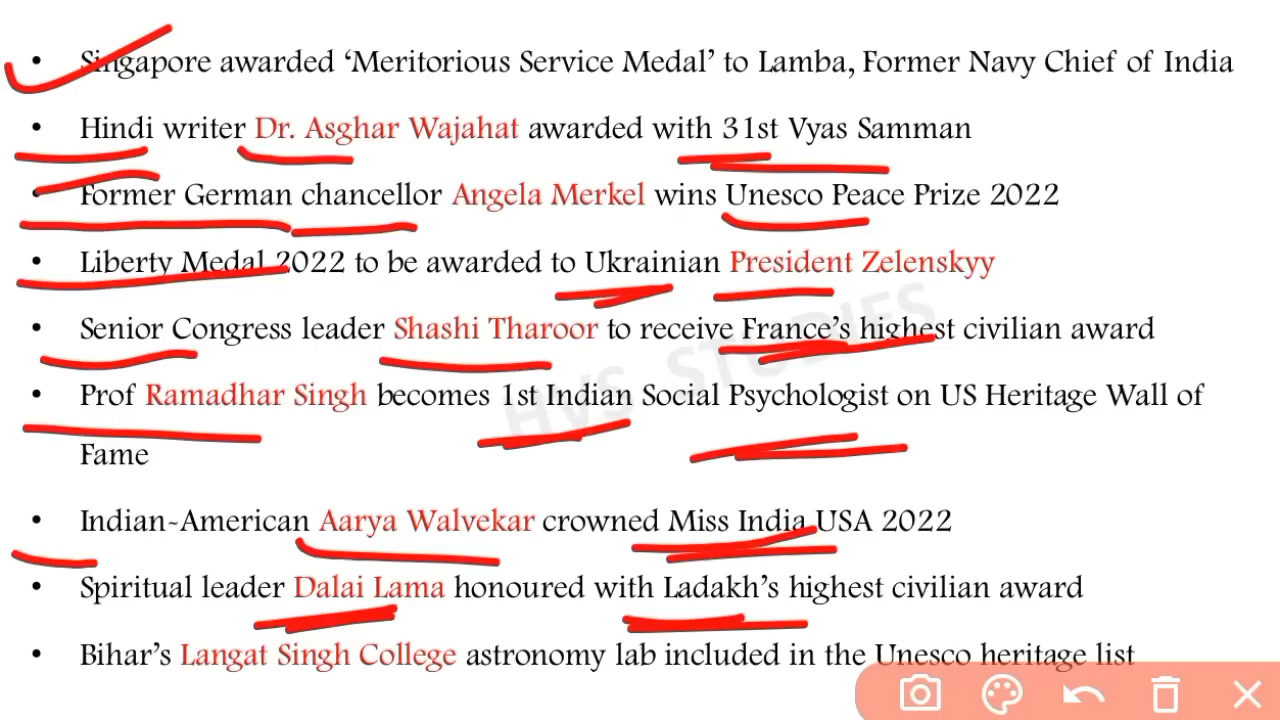 • Singapore awarded ‘Meritorious Service Medal’ to Lamba, Former Navy Chief of India
• Hindi writer Dr. Asghar Wajahat awarded with 31st Vyas Samman
• Former German chancellor Angela Merkel wins Unesco Peace Prize 2022
• Liberty Medal 2022 to be awarded to Ukrainian President Zelenskyy
• Senior Congress leader Shashi Tharoor to receive France’s highest civilian award
• Prof Ramadhar Singh becomes 1st Indian Social Psychologist on US Heritage Wall of
Fame
• Indian-American Aarya Walvekar crowned Miss India USA 2022
• Spiritual leader Dalai Lama honoured with Ladakh’s highest civilian award
• Bihar’s Langat Singh College astronomy lab included in the Unesco heritage list
HVS STUDIES